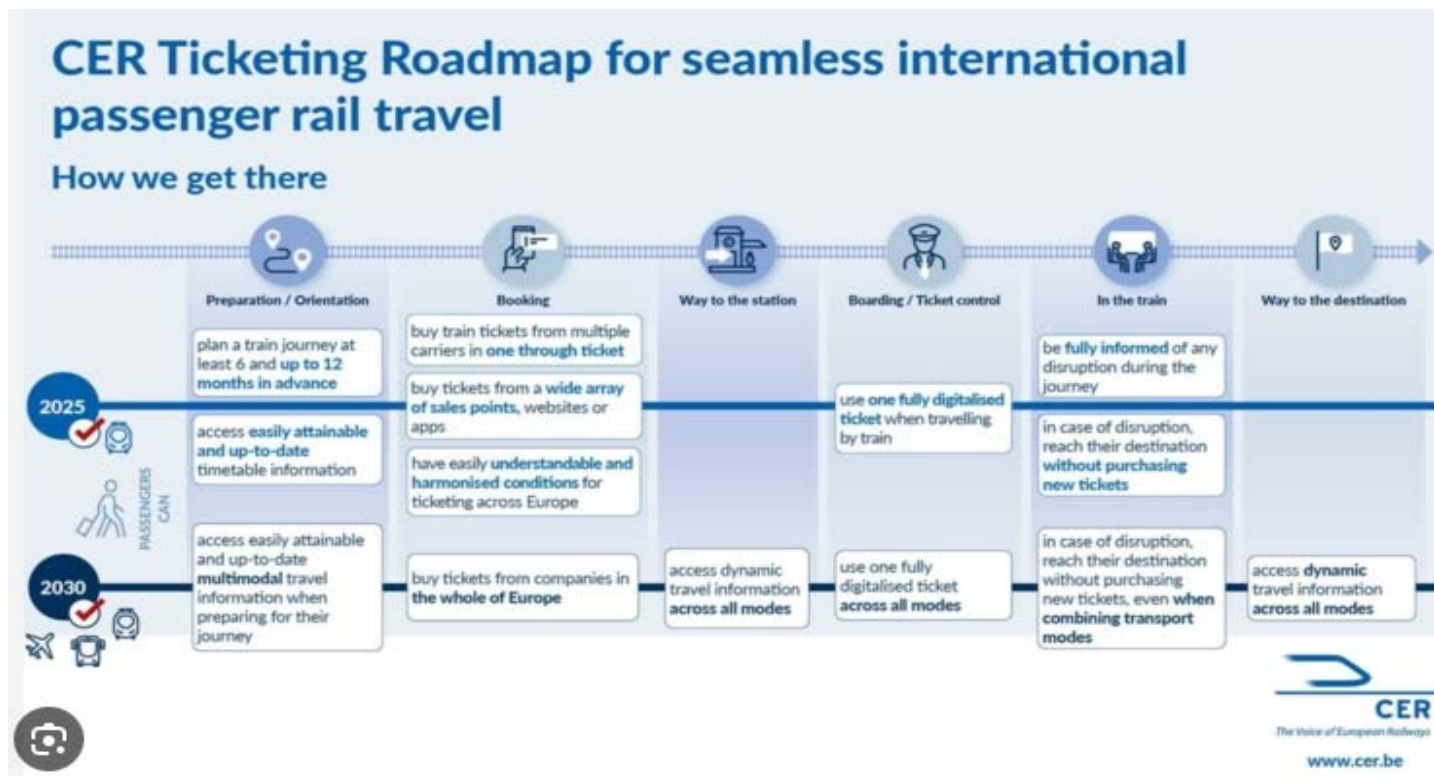 CER Ticketing Roadmap for seamless international
passenger rail travel
How we get there
Preparation / Orientation
Booking
Way to the station
Boarding / Ticket control
In the train
Way to the destination
2025
PASSENGERS
CAN
plan a train journey at
least 6 and up to 12
months in advance
access easily attainable
and up-to-date
timetable information
buy train tickets from multiple
carriers in one through ticket
buy tickets from a wide array
of sales points, websites or
apps
have easily understandable and
harmonised conditions for
ticketing across Europe
use one fully digitalised
ticket when travelling
by train
be fully informed of any
disruption during the
journey
in case of disruption,
reach their destination
without purchasing
new tickets
2030
access easily attainable
and up-to-date
multimodal travel
information when
preparing for their
journey
buy tickets from companies in
the whole of Europe
access dynamic
travel information
across all modes
use one fully
digitalised ticket
across all modes
in case of disruption,
reach their destination
without purchasing
new tickets, even when
combining transport
modes
access dynamic
travel information
across all modes
CER
The Voice of European Railways
www.cer.be